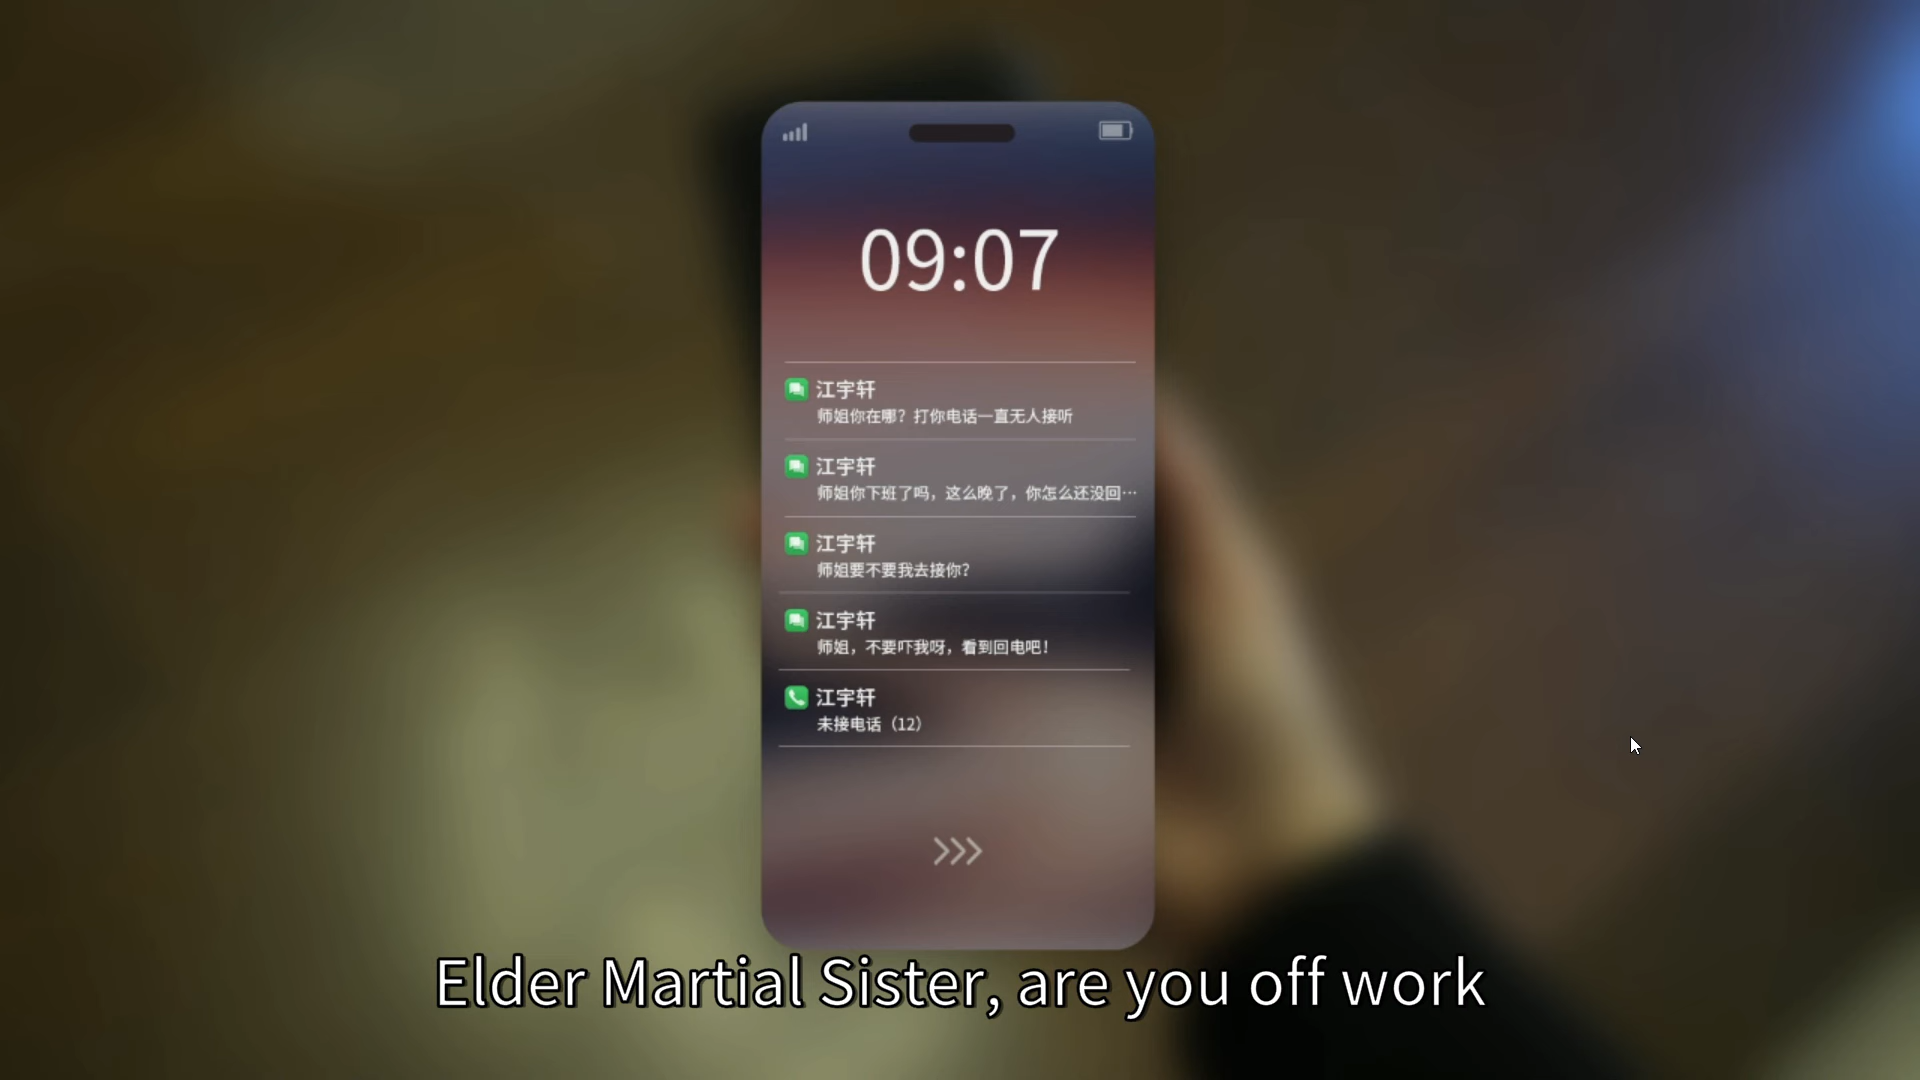 09:07
江宇轩
师姐你在哪？打你电话一直无人接听
江宇轩
师姐你下班了吗，这么晚了，你怎么还没回…
江宇轩
师姐要不要我去接你？
江宇轩
师姐，不要吓我呀，看到回电吧！
江宇轩
未接电话（12）
Elder Martial Sister, are you off work